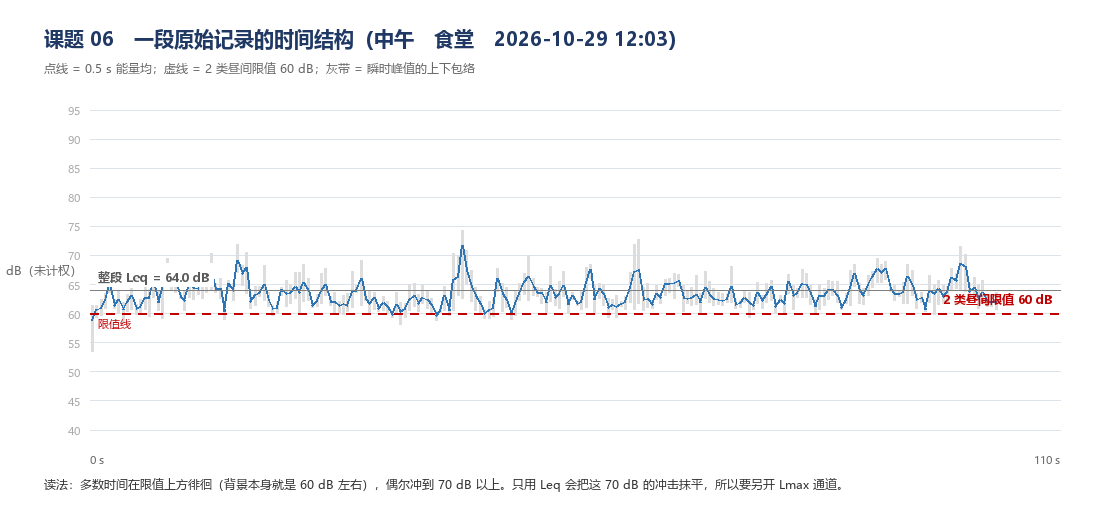 课题 06 一段原始记录的时间结构（中午 食堂 2026-10-29 12:03）
点线 = 0.5 s 能量均；虚线 = 2 类昼间限值 60 dB；灰带 = 瞬时峰值的上下包络
95
90
85
80
75
70
dB（未计权）
整段 Leq = 64.0 dB
65
2 类昼间限值 60 dB
60
限值线
55
50
45
40
0 s
110 s
读法：多数时间在限值上方徘徊（背景本身就是 60 dB 左右），偶尔冲到 70 dB 以上。只用 Leq 会把这 70 dB 的冲击抹平，所以要另开 Lmax 通道。